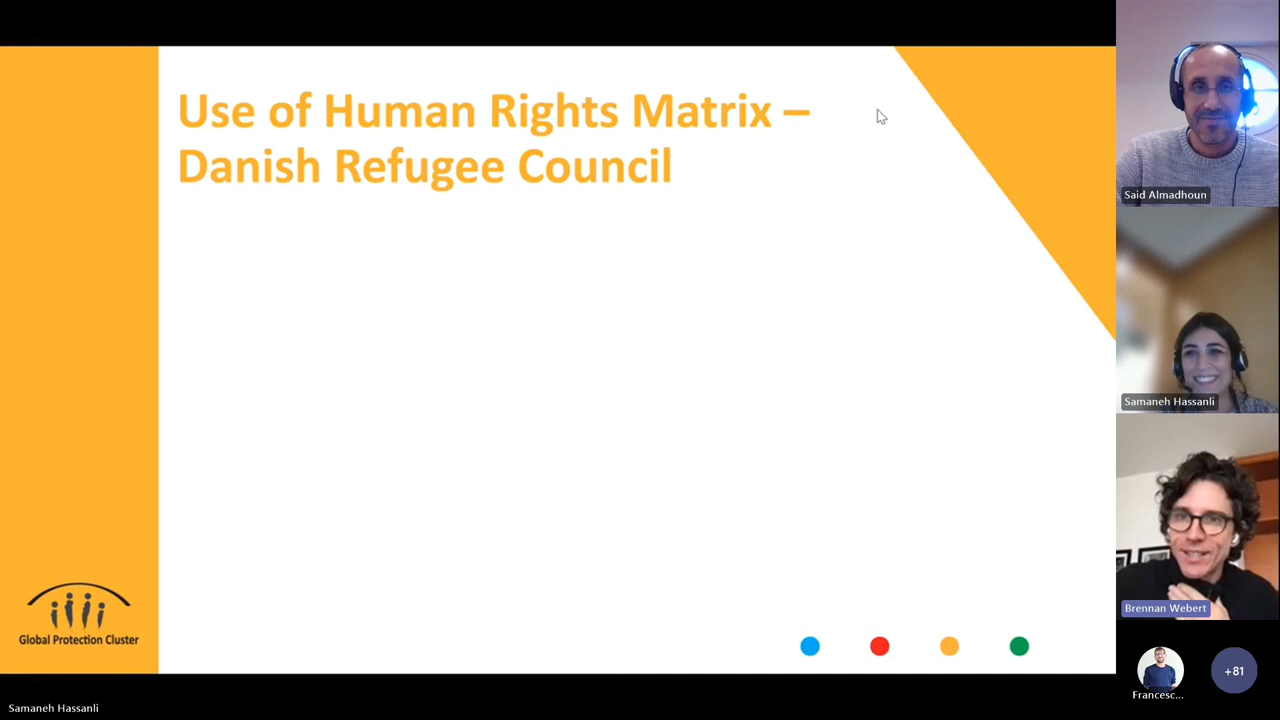 Use of Human Rights Matrix –
Danish Refugee Council
Global Protection Cluster
Said Almadhoun
Samaneh Hassanli
Brennan Webert
Francesc...
+81
Samaneh Hassanli